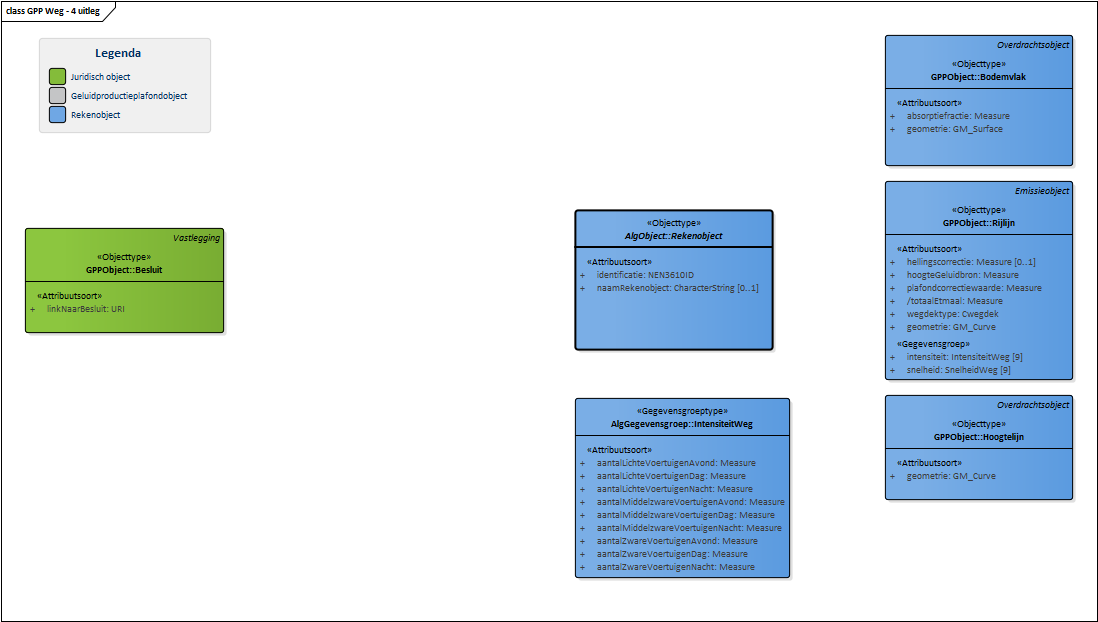 class GPP Weg - 4 uitleg
Legenda
Juridisch object
Geluidproductieplafondobject
Rekenobject
Vastlegging
«Objecttype»
GPPObject::Besluit
«Attribuutsoort»
+ linkNaarBesluit: URI
«Objecttype»
AlgObject::Rekenobject
«Attribuutsoort»
+ identificatie: NEN3610ID
+ naamRekenobject: CharacterString [0..1]
«Gegevensgroeptype»
AlgGegevensgroep::IntensiteitWeg
«Attribuutsoort»
+ aantalLichteVoertuigenAvond: Measure
+ aantalLichteVoertuigenDag: Measure
+ aantalLichteVoertuigenNacht: Measure
+ aantalMiddelzwareVoertuigenAvond: Measure
+ aantalMiddelzwareVoertuigenDag: Measure
+ aantalMiddelzwareVoertuigenNacht: Measure
+ aantalZwareVoertuigenAvond: Measure
+ aantalZwareVoertuigenDag: Measure
+ aantalZwareVoertuigenNacht: Measure
Overdrachtsobject
«Objecttype»
GPPObject::Bodemvlak
«Attribuutsoort»
+ absorptiefractie: Measure
+ geometrie: GM_Surface
Emissieobject
«Objecttype»
GPPObject::Rijlijn
«Attribuutsoort»
+ hellingscorrectie: Measure [0..1]
+ hoogteGeluidbron: Measure
+ plafondcorrectiewaarde: Measure
+ /totaalEtmaal: Measure
+ wegdektype: Cwegdek
+ geometrie: GM_Curve
«Gegevensgroep»
+ intensiteit: IntensiteitWeg [9]
+ snelheid: SnelheidWeg [9]
Overdrachtsobject
«Objecttype»
GPPObject::Hoogtelijn
«Attribuutsoort»
+ geometrie: GM_Curve